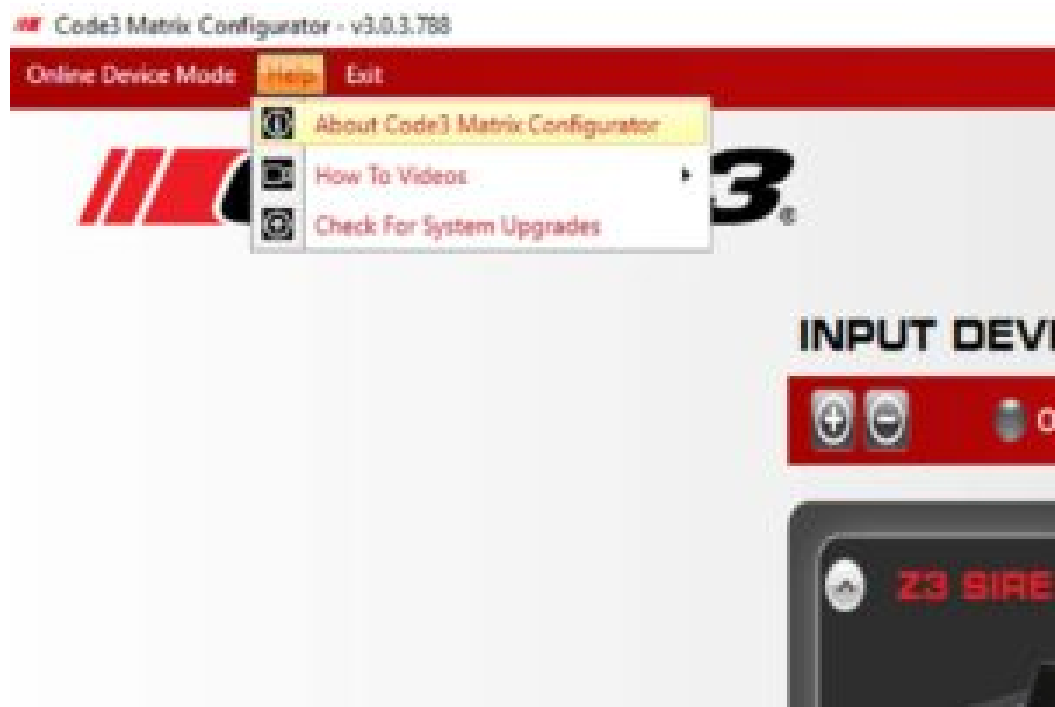 Code3 Matrix Configurator - v3.0.3.788
Online Device Mode Help Exit
About Code3 Matrix Configurator
How To Videos
Check For System Upgrades
3®
INPUT DEVI
Z3 SIRE